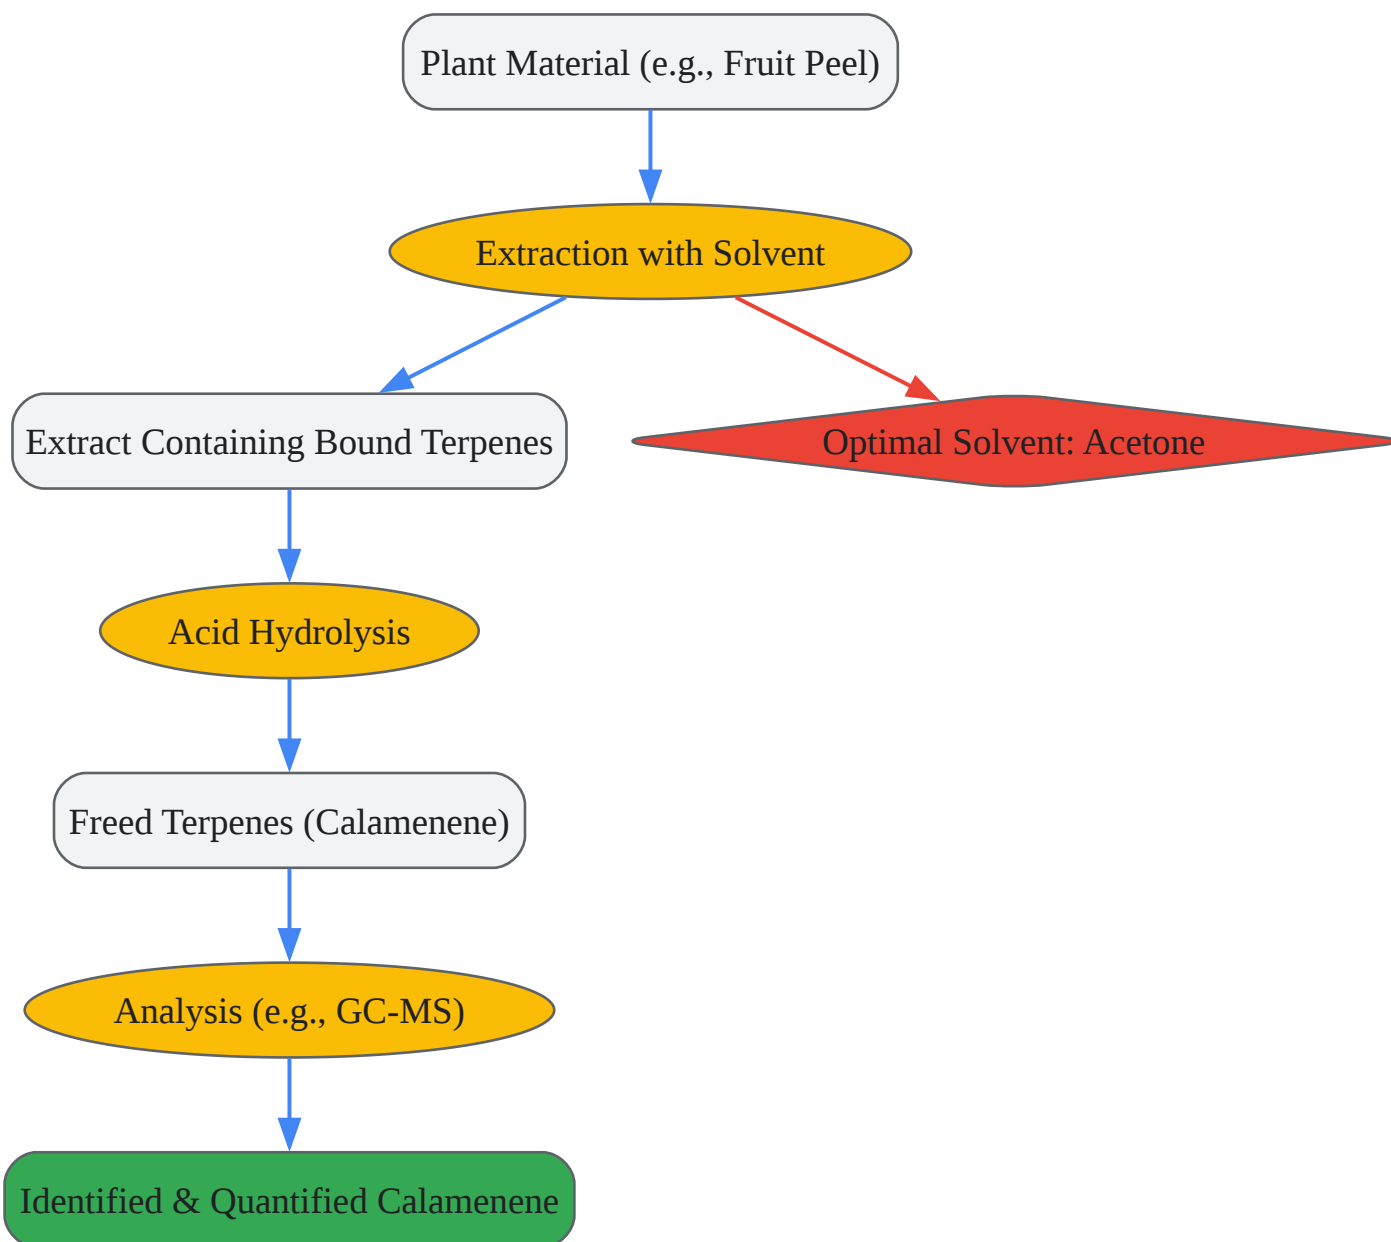 Plant Material (e.g., Fruit Peel)
Extraction with Solvent
Extract Containing Bound Terpenes
Optimal Solvent: Acetone
Acid Hydrolysis
Freed Terpenes (Calamenene)
Analysis (e.g., GC-MS)
Identified & Quantified Calamenene